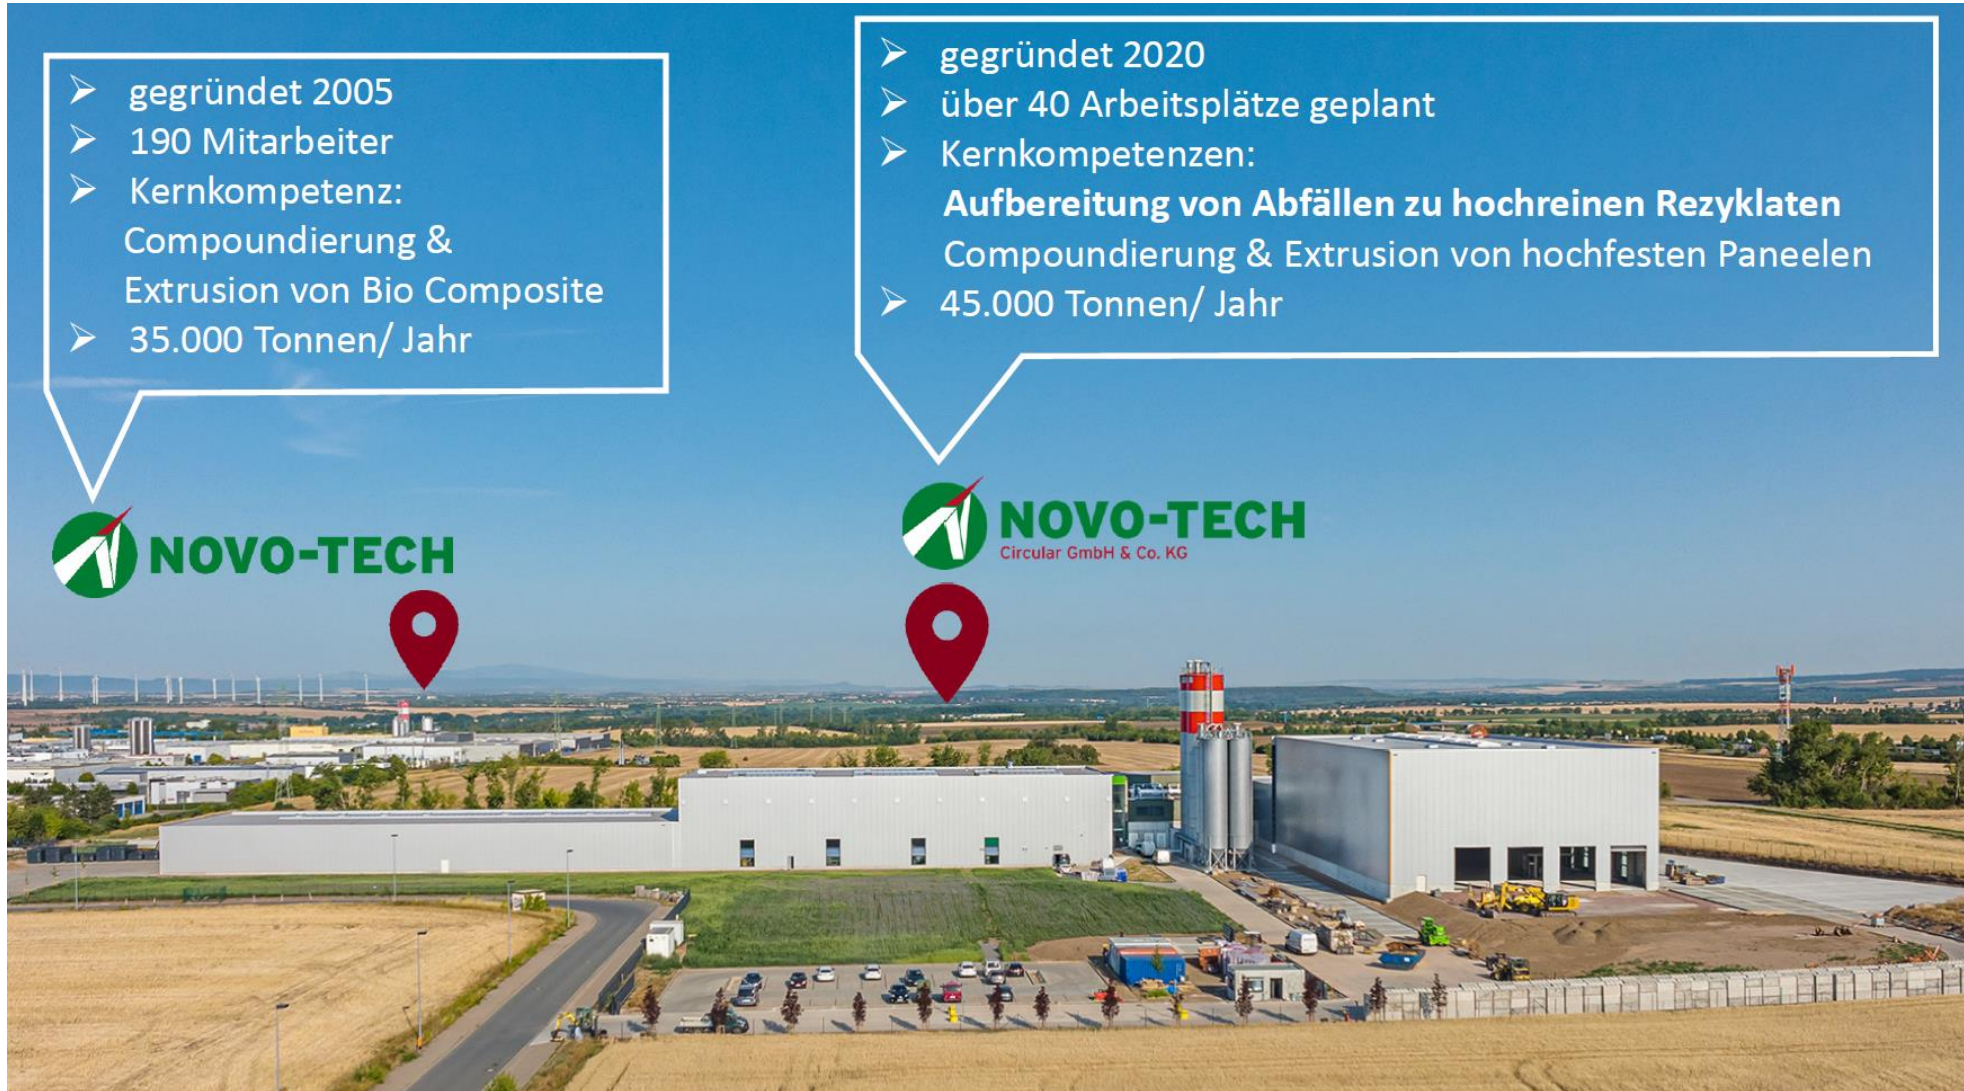 gegründet 2005
190 Mitarbeiter
Kernkompetenz:
Compoundierung &
Extrusion von Bio Composite
35.000 Tonnen/ Jahr
NOVO-TECH
gegründet 2020
über 40 Arbeitsplätze geplant
Kernkompetenzen:
Aufbereitung von Abfällen zu hochreinen Rezyklaten
Compoundierung & Extrusion von hochfesten Paneelen
45.000 Tonnen/ Jahr
NOVO-TECH
Circular GmbH & Co. KG